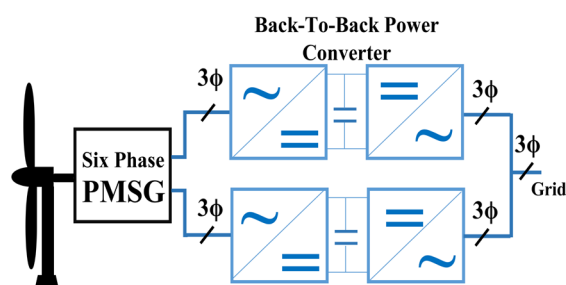 Back-To-Back Power
Converter
3ϕ
3ϕ
Six Phase
PMSG
3ϕ
Grid
3ϕ
3ϕ